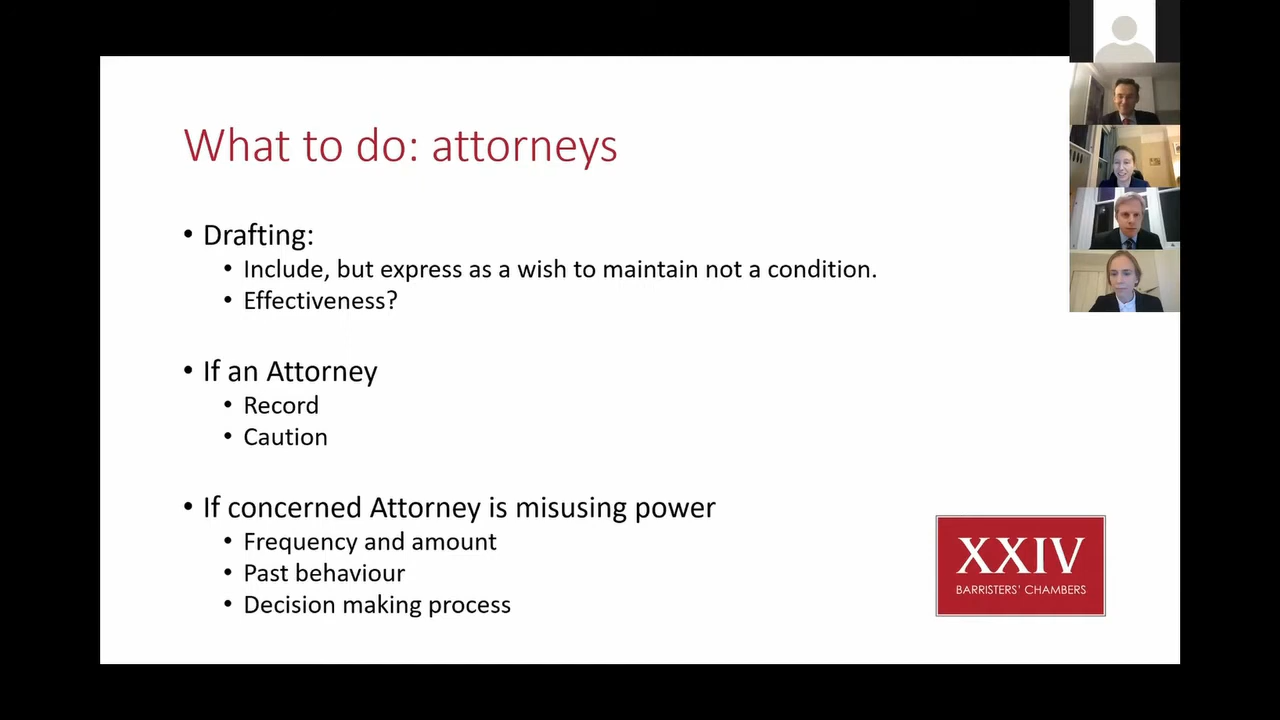 What to do: attorneys
• Drafting:
• Include, but express as a wish to maintain not a condition.
• Effectiveness?
• If an Attorney
• Record
• Caution
• If concerned Attorney is misusing power
• Frequency and amount
• Past behaviour
• Decision making process
XXIV
BARRISTERS' CHAMBERS